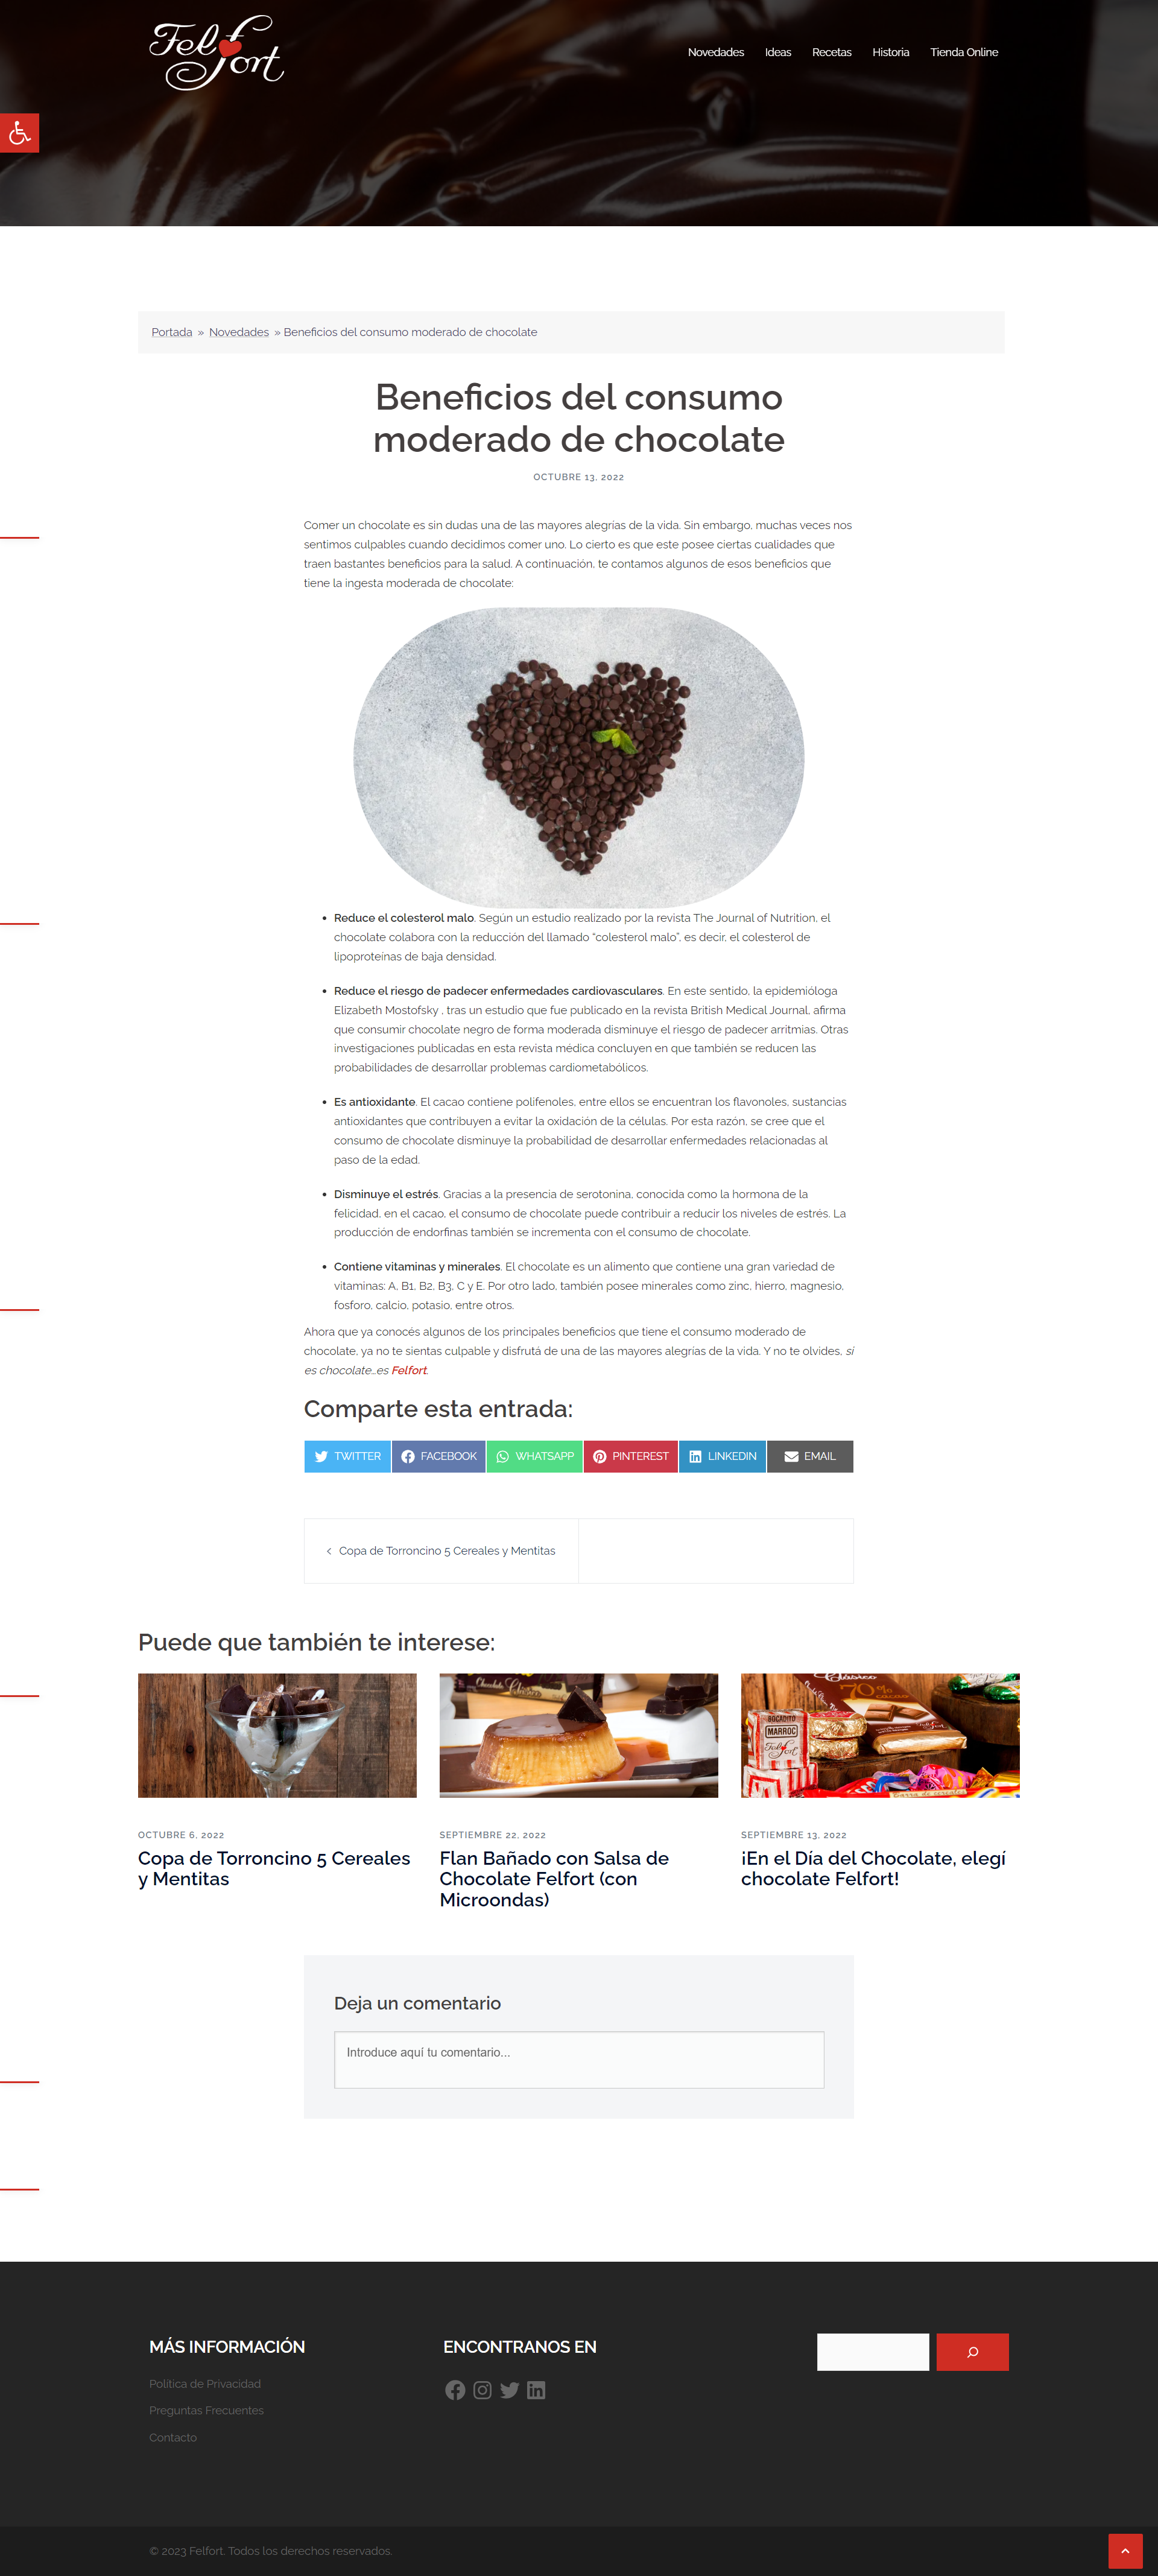 Felfort
Novedades Ideas Recetas Historia Tienda Online
Portada » Novedades » Beneficios del consumo moderado de chocolate
Beneficios del consumo
moderado de chocolate
OCTUBRE 13, 2022
Comer un chocolate es sin dudas una de las mayores alegrías de la vida. Sin embargo, muchas veces nos
sentimos culpables cuando decidimos comer uno. Lo cierto es que este posee ciertas cualidades que
traen bastantes beneficios para la salud. A continuación, te contamos algunos de esos beneficios que
tiene la ingesta moderada de chocolate:
• Reduce el colesterol malo. Según un estudio realizado por la revista The Journal of Nutrition, el
chocolate colabora con la reducción del llamado “colesterol malo”, es decir, el colesterol de
lipoproteínas de baja densidad.
• Reduce el riesgo de padecer enfermedades cardiovasculares. En este sentido, la epidemióloga
Elizabeth Mostofsky , tras un estudio que fue publicado en la revista British Medical Journal, afirma
que consumir chocolate negro de forma moderada disminuye el riesgo de padecer arritmias. Otras
investigaciones publicadas en esta revista médica concluyen en que también se reducen las
probabilidades de desarrollar problemas cardiometabólicos.
• Es antioxidante. El cacao contiene polifenoles, entre ellos se encuentran los flavonoles, sustancias
antioxidantes que contribuyen a evitar la oxidación de la células. Por esta razón, se cree que el
consumo de chocolate disminuye la probabilidad de desarrollar enfermedades relacionadas al
paso de la edad.
• Disminuye el estrés. Gracias a la presencia de serotonina, conocida como la hormona de la
felicidad, en el cacao, el consumo de chocolate puede contribuir a reducir los niveles de estrés. La
producción de endorfinas también se incrementa con el consumo de chocolate.
• Contiene vitaminas y minerales. El chocolate es un alimento que contiene una gran variedad de
vitaminas: A, B1, B2, B3, C y E. Por otro lado, también posee minerales como zinc, hierro, magnesio,
fosforo, calcio, potasio, entre otros.
Ahora que ya conocés algunos de los principales beneficios que tiene el consumo moderado de
chocolate, ya no te sientas culpable y disfrutá de una de las mayores alegrías de la vida. Y no te olvides, si
es chocolate…es Felfort.
Comparte esta entrada:
TWITTER FACEBOOK WHATSAPP PINTEREST LINKEDIN EMAIL
Copa de Torroncino 5 Cereales y Mentitas
Puede que también te interese:
Clásico
70% cacao
BOCADITO
MARROC
Felfort
OCTUBRE 6, 2022
Copa de Torroncino 5 Cereales
y Mentitas
SEPTIEMBRE 22, 2022
Flan Bañado con Salsa de
Chocolate Felfort (con
Microondas)
SEPTIEMBRE 13, 2022
¡En el Día del Chocolate, elegí
chocolate Felfort!
Deja un comentario
Introduce aquí tu comentario...
MÁS INFORMACIÓN
Política de Privacidad
Preguntas Frecuentes
Contacto
ENCONTRANOS EN
© 2023 Felfort. Todos los derechos reservados.